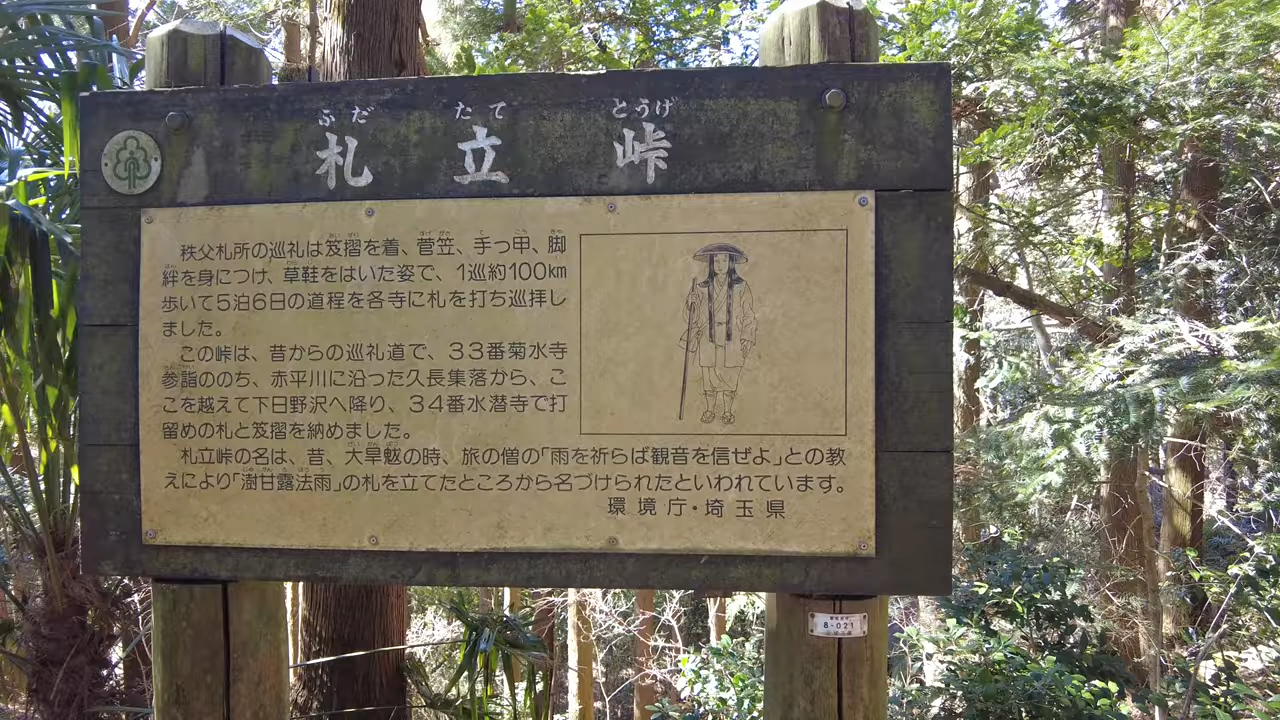 ふだ たて とうげ
札立峠
秩父札所の巡礼は笈摺を着、菅笠、手っ甲、脚
絆を身につけ、草鞋をはいた姿で、1巡約100km
歩いて5泊6日の道程を各寺に札を打ち巡拝し
ました。
この峠は、昔からの巡礼道で、33番菊水寺
参詣ののち、赤平川に沿った久長集落から、こ
こを越えて下日野沢へ降り、34番水潜寺で打
留めの札と笈摺を納めました。
札立峠の名は、昔、大旱魃の時、旅の僧の「雨を祈らば観音を信ぜよ」との教
えにより「澍甘露法雨」の札を立てたところから名づけられたといわれています。
環境庁・埼玉県
8-021